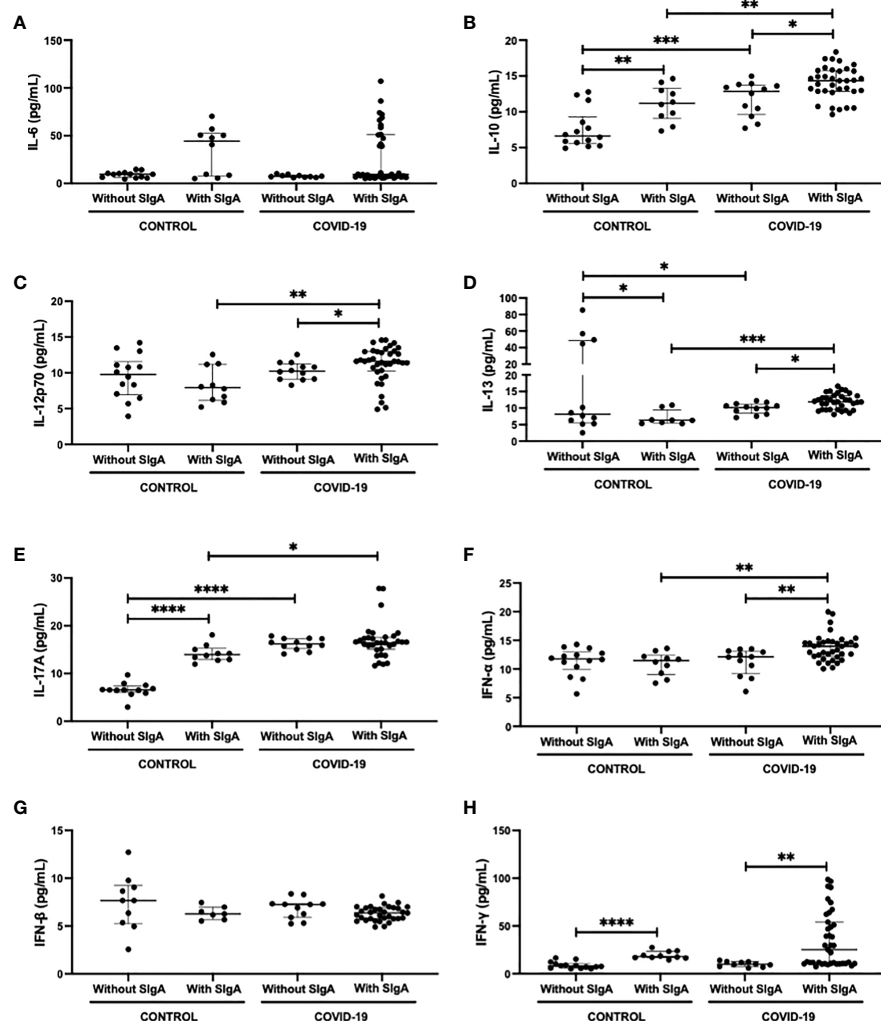 A
IL-6 (pg/mL)
150
100
50
0
Without SIgA With SIgA Without SIgA With SIgA
CONTROL COVID-19
B
IL-10 (pg/mL)
20
15
10
5
0
** 
*** *
**
Without SIgA With SIgA Without SIgA With SIgA
CONTROL COVID-19
C
IL-12p70 (pg/mL)
20
15
10
5
0
**
*
Without SIgA With SIgA Without SIgA With SIgA
CONTROL COVID-19
D
IL-13 (pg/mL)
100
80
60
40
20
20
15
10
5
0
*
*
***
*
Without SIgA With SIgA Without SIgA With SIgA
CONTROL COVID-19
E
IL-17A (pg/mL)
30
20
10
0
*
****
****
Without SIgA With SIgA Without SIgA With SIgA
CONTROL COVID-19
F
IFN-α (pg/mL)
25
20
15
10
5
0
**
**
Without SIgA With SIgA Without SIgA With SIgA
CONTROL COVID-19
G
IFN-β (pg/mL)
15
10
5
0
Without SIgA With SIgA Without SIgA With SIgA
CONTROL COVID-19
H
IFN-γ (pg/mL)
150
100
50
0
**
****
Without SIgA With SIgA Without SIgA With SIgA
CONTROL COVID-19